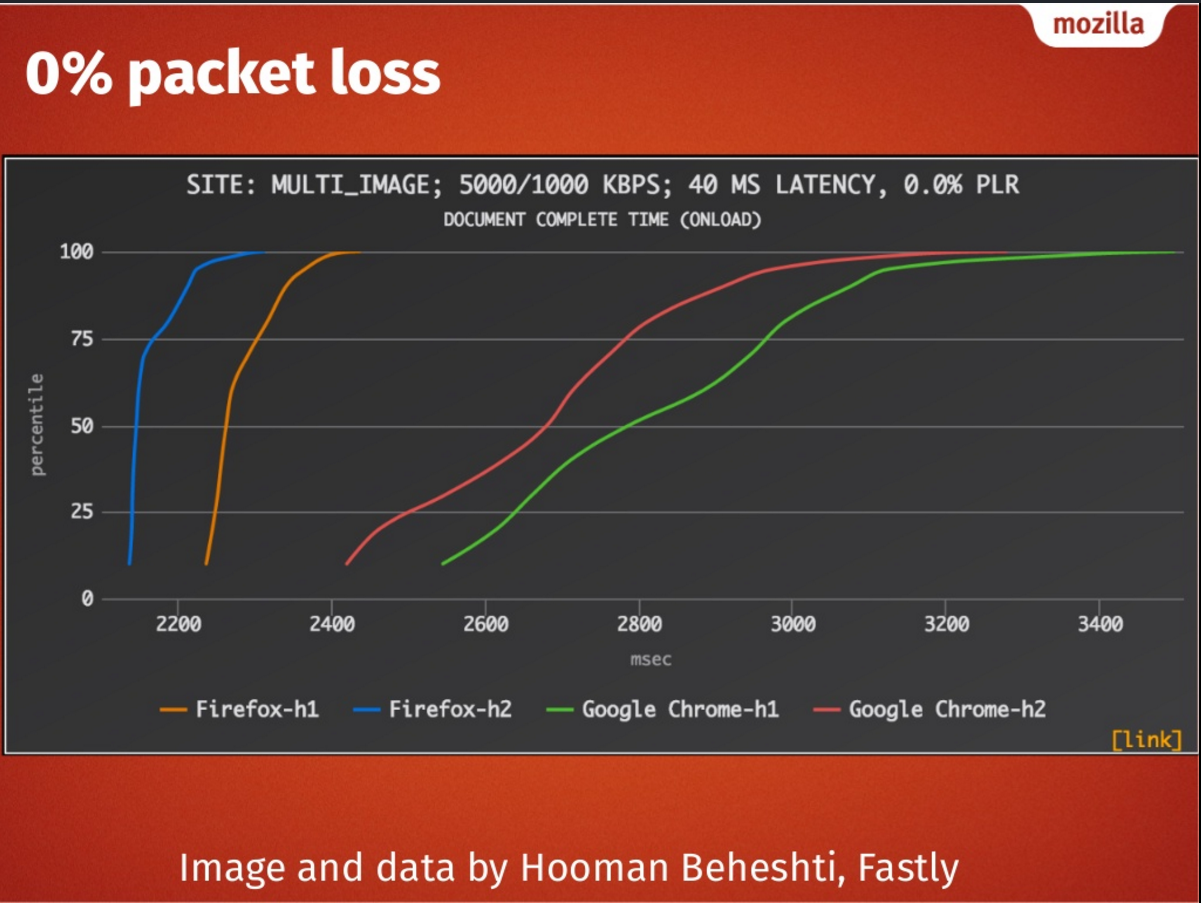 mozilla
0% packet loss
SITE: MULTI_IMAGE; 5000/1000 KBPS; 40 MS LATENCY, 0.0% PLR
DOCUMENT COMPLETE TIME (ONLOAD)
100
75
50
25
0
percentile
2200 2400 2600 2800 3000 3200 3400
msec
Firefox-h1 Firefox-h2 Google Chrome-h1 Google Chrome-h2
[link]
Image and data by Hooman Beheshti, Fastly